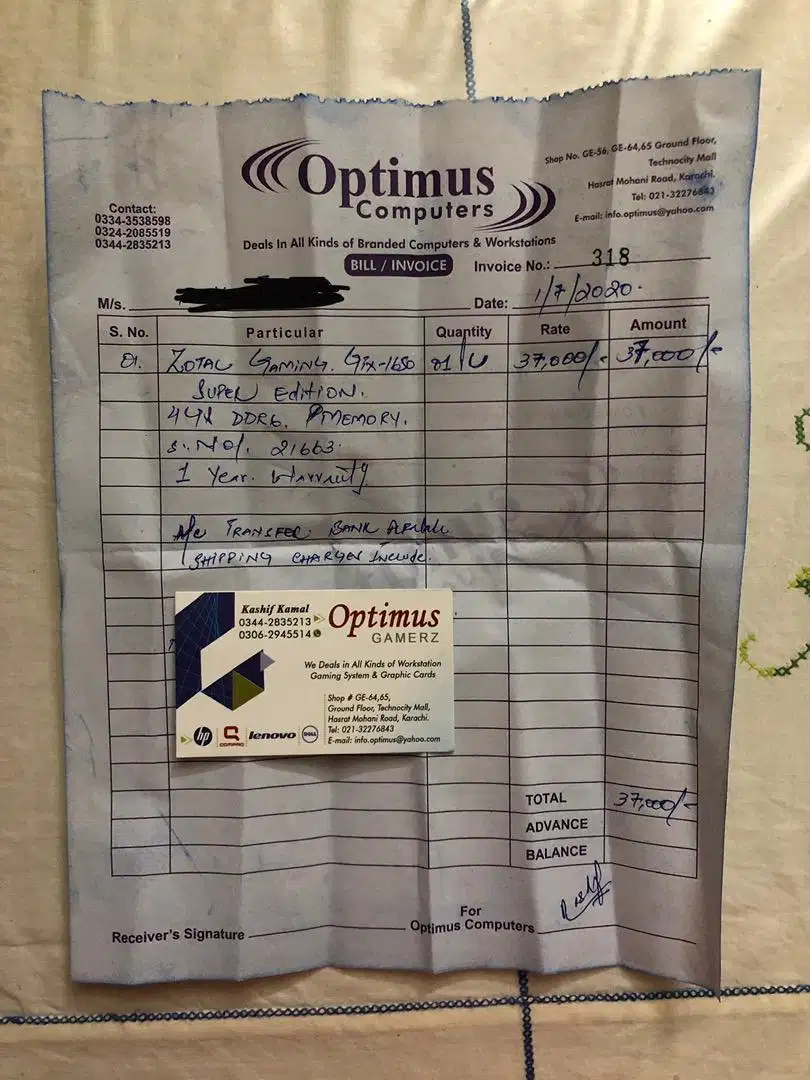 Optimus
Computers
Shop No. GE-56, GE-64,65 Ground Floor,
Technocity Mall
Hasrat Mohani Road, Karachi.
Tel: 021-32276843
E-mail: info.optimus@yahoo.com
Contact:
0334-3538598
0324-2085519
0344-2835213
Deals In All Kinds of Branded Computers & Workstations
BILL / INVOICE
Invoice No.: 318
M/s.
Date: 1/7/2020
S. No. Particular Quantity Rate Amount
01. ZOTAC GAMING. GTX-1650 01 37,000/- 37,000/-
SUPER EDITION.
DDR6. MEMORY.
S.No/. 21663.
1 Year. Warranty
A/c TRANSFER: BANK
SHIPPING CHARGES Include.
Kashif Kamal
0344-2835213
0306-2945514
Optimus
GAMERZ
We Deals in All Kinds of Workstation
Gaming System & Graphic Cards
Shop # GE-64,65,
Ground Floor, Technocity Mall,
Hasrat Mohani Road, Karachi.
Tel: 021-32276843
E-mail: info.optimus@yahoo.com
hp COMPAQ lenovo DELL
TOTAL 37,000/-
ADVANCE
BALANCE
Receiver's Signature
For
Optimus Computers